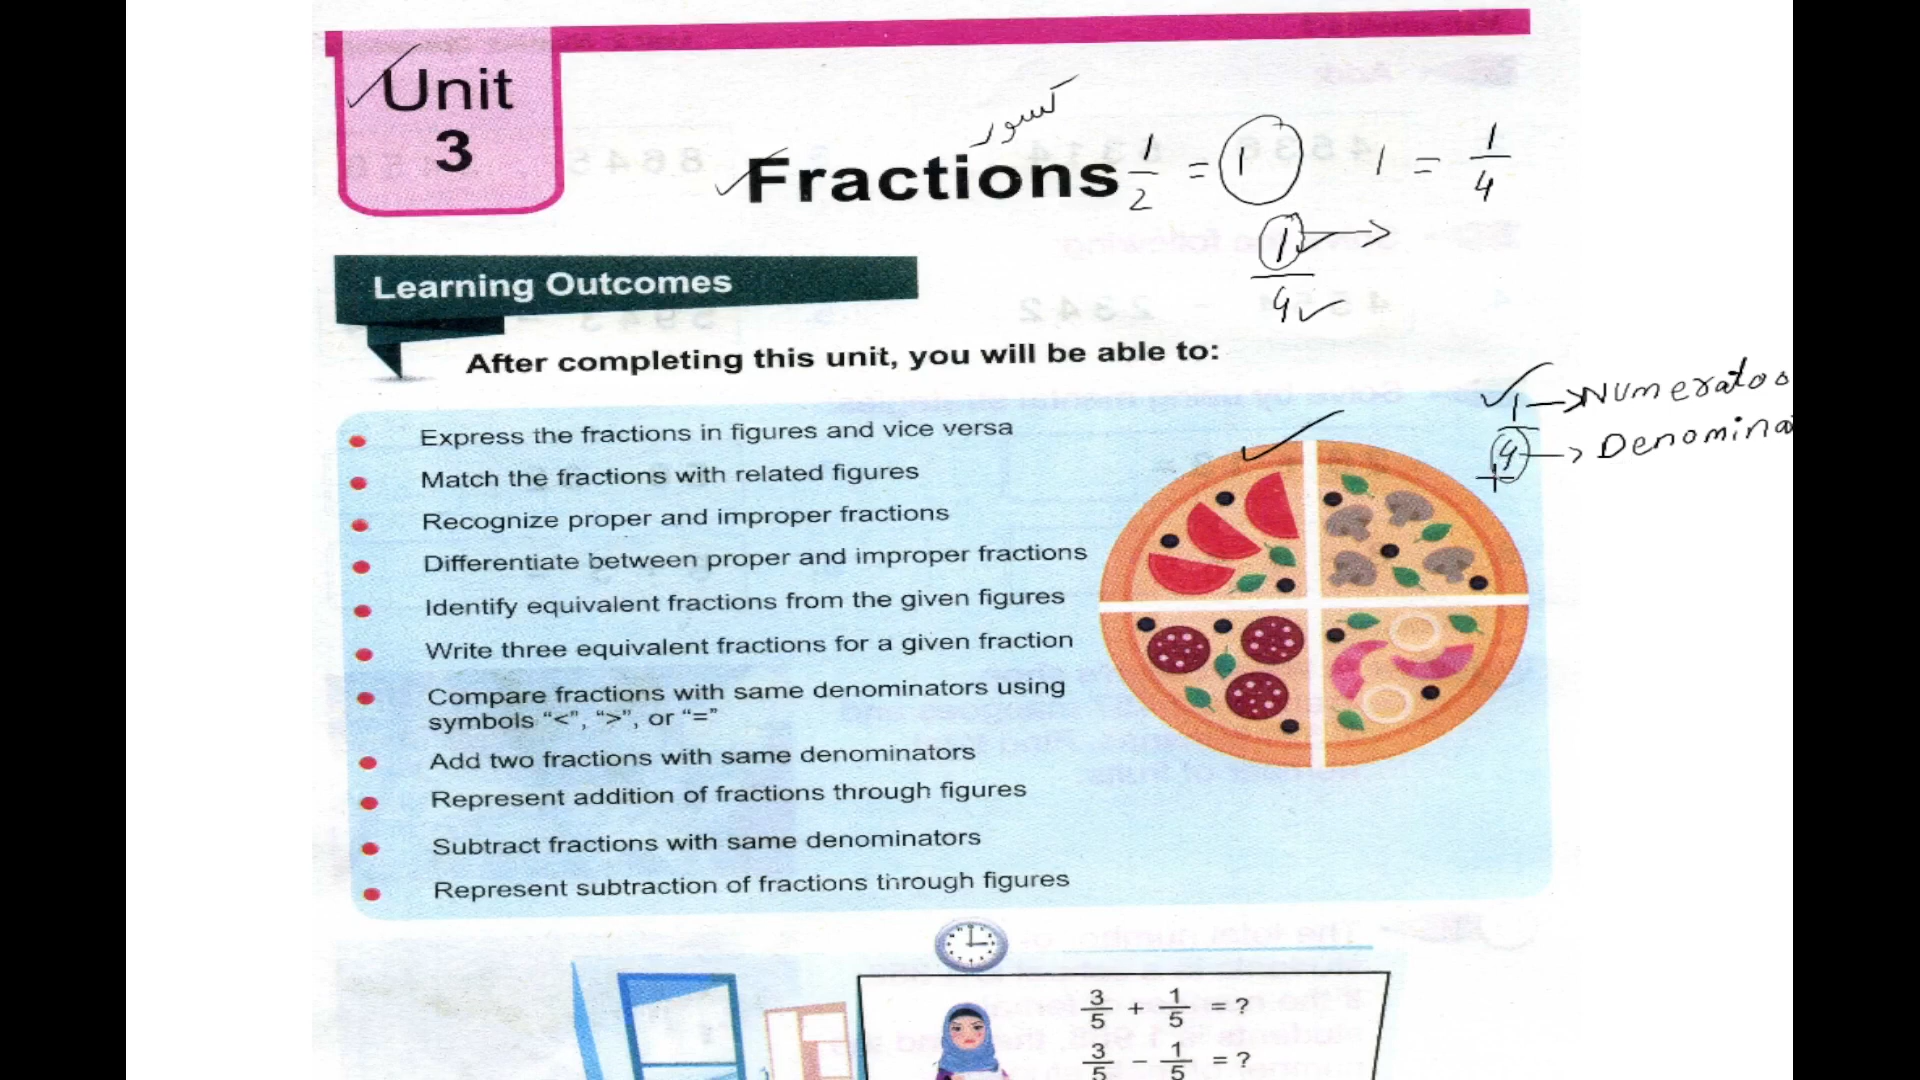 Unit
3
كسور
Fractions
1/2 = 1 1 = 1/4
1/4
Learning Outcomes
After completing this unit, you will be able to:
1/4
Numerato
Denomina
Express the fractions in figures and vice versa
Match the fractions with related figures
Recognize proper and improper fractions
Differentiate between proper and improper fractions
Identify equivalent fractions from the given figures
Write three equivalent fractions for a given fraction
Compare fractions with same denominators using
symbols “<”, “>”, or “=”
Add two fractions with same denominators
Represent addition of fractions through figures
Subtract fractions with same denominators
Represent subtraction of fractions through figures
3/5 + 1/5 = ?
3/5 − 1/5 = ?